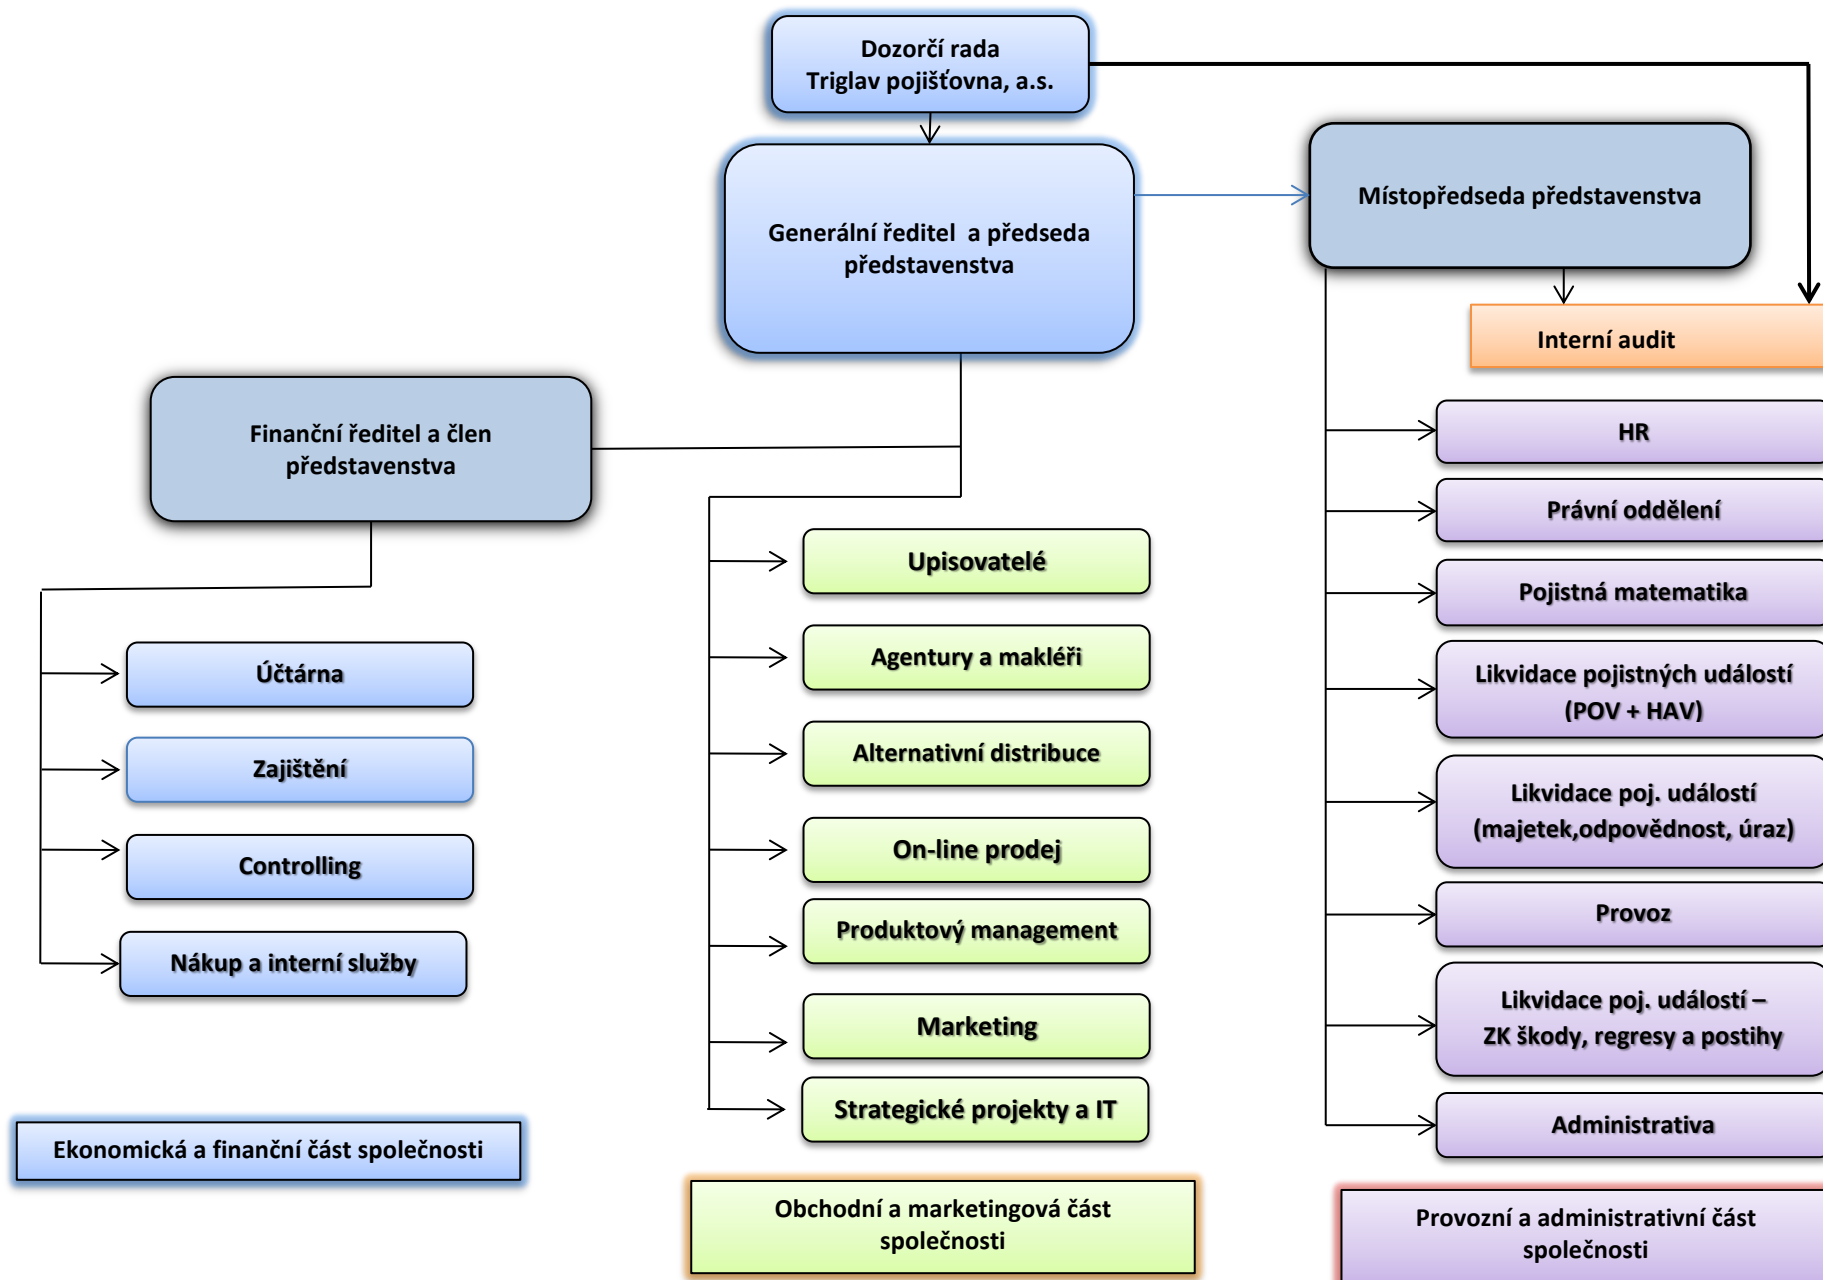 Dozorčí rada
Triglav pojišťovna, a.s.
Generální ředitel  a předseda
představenstva
Místopředseda představenstva
Interní audit
Finanční ředitel a člen
představenstva
Účtárna
Zajištění
Controlling
Nákup a interní služby
Ekonomická a finanční část společnosti
Upisovatelé
Agentury a makléři
Alternativní distribuce
On-line prodej
Produktový management
Marketing
Strategické projekty a IT
Obchodní a marketingová část
společnosti
HR
Právní oddělení
Pojistná matematika
Likvidace pojistných událostí
(POV + HAV)
Likvidace poj. událostí
(majetek,odpovědnost, úraz)
Provoz
Likvidace poj. událostí –
ZK škody, regresy a postihy
Administrativa
Provozní a administrativní část
společnosti